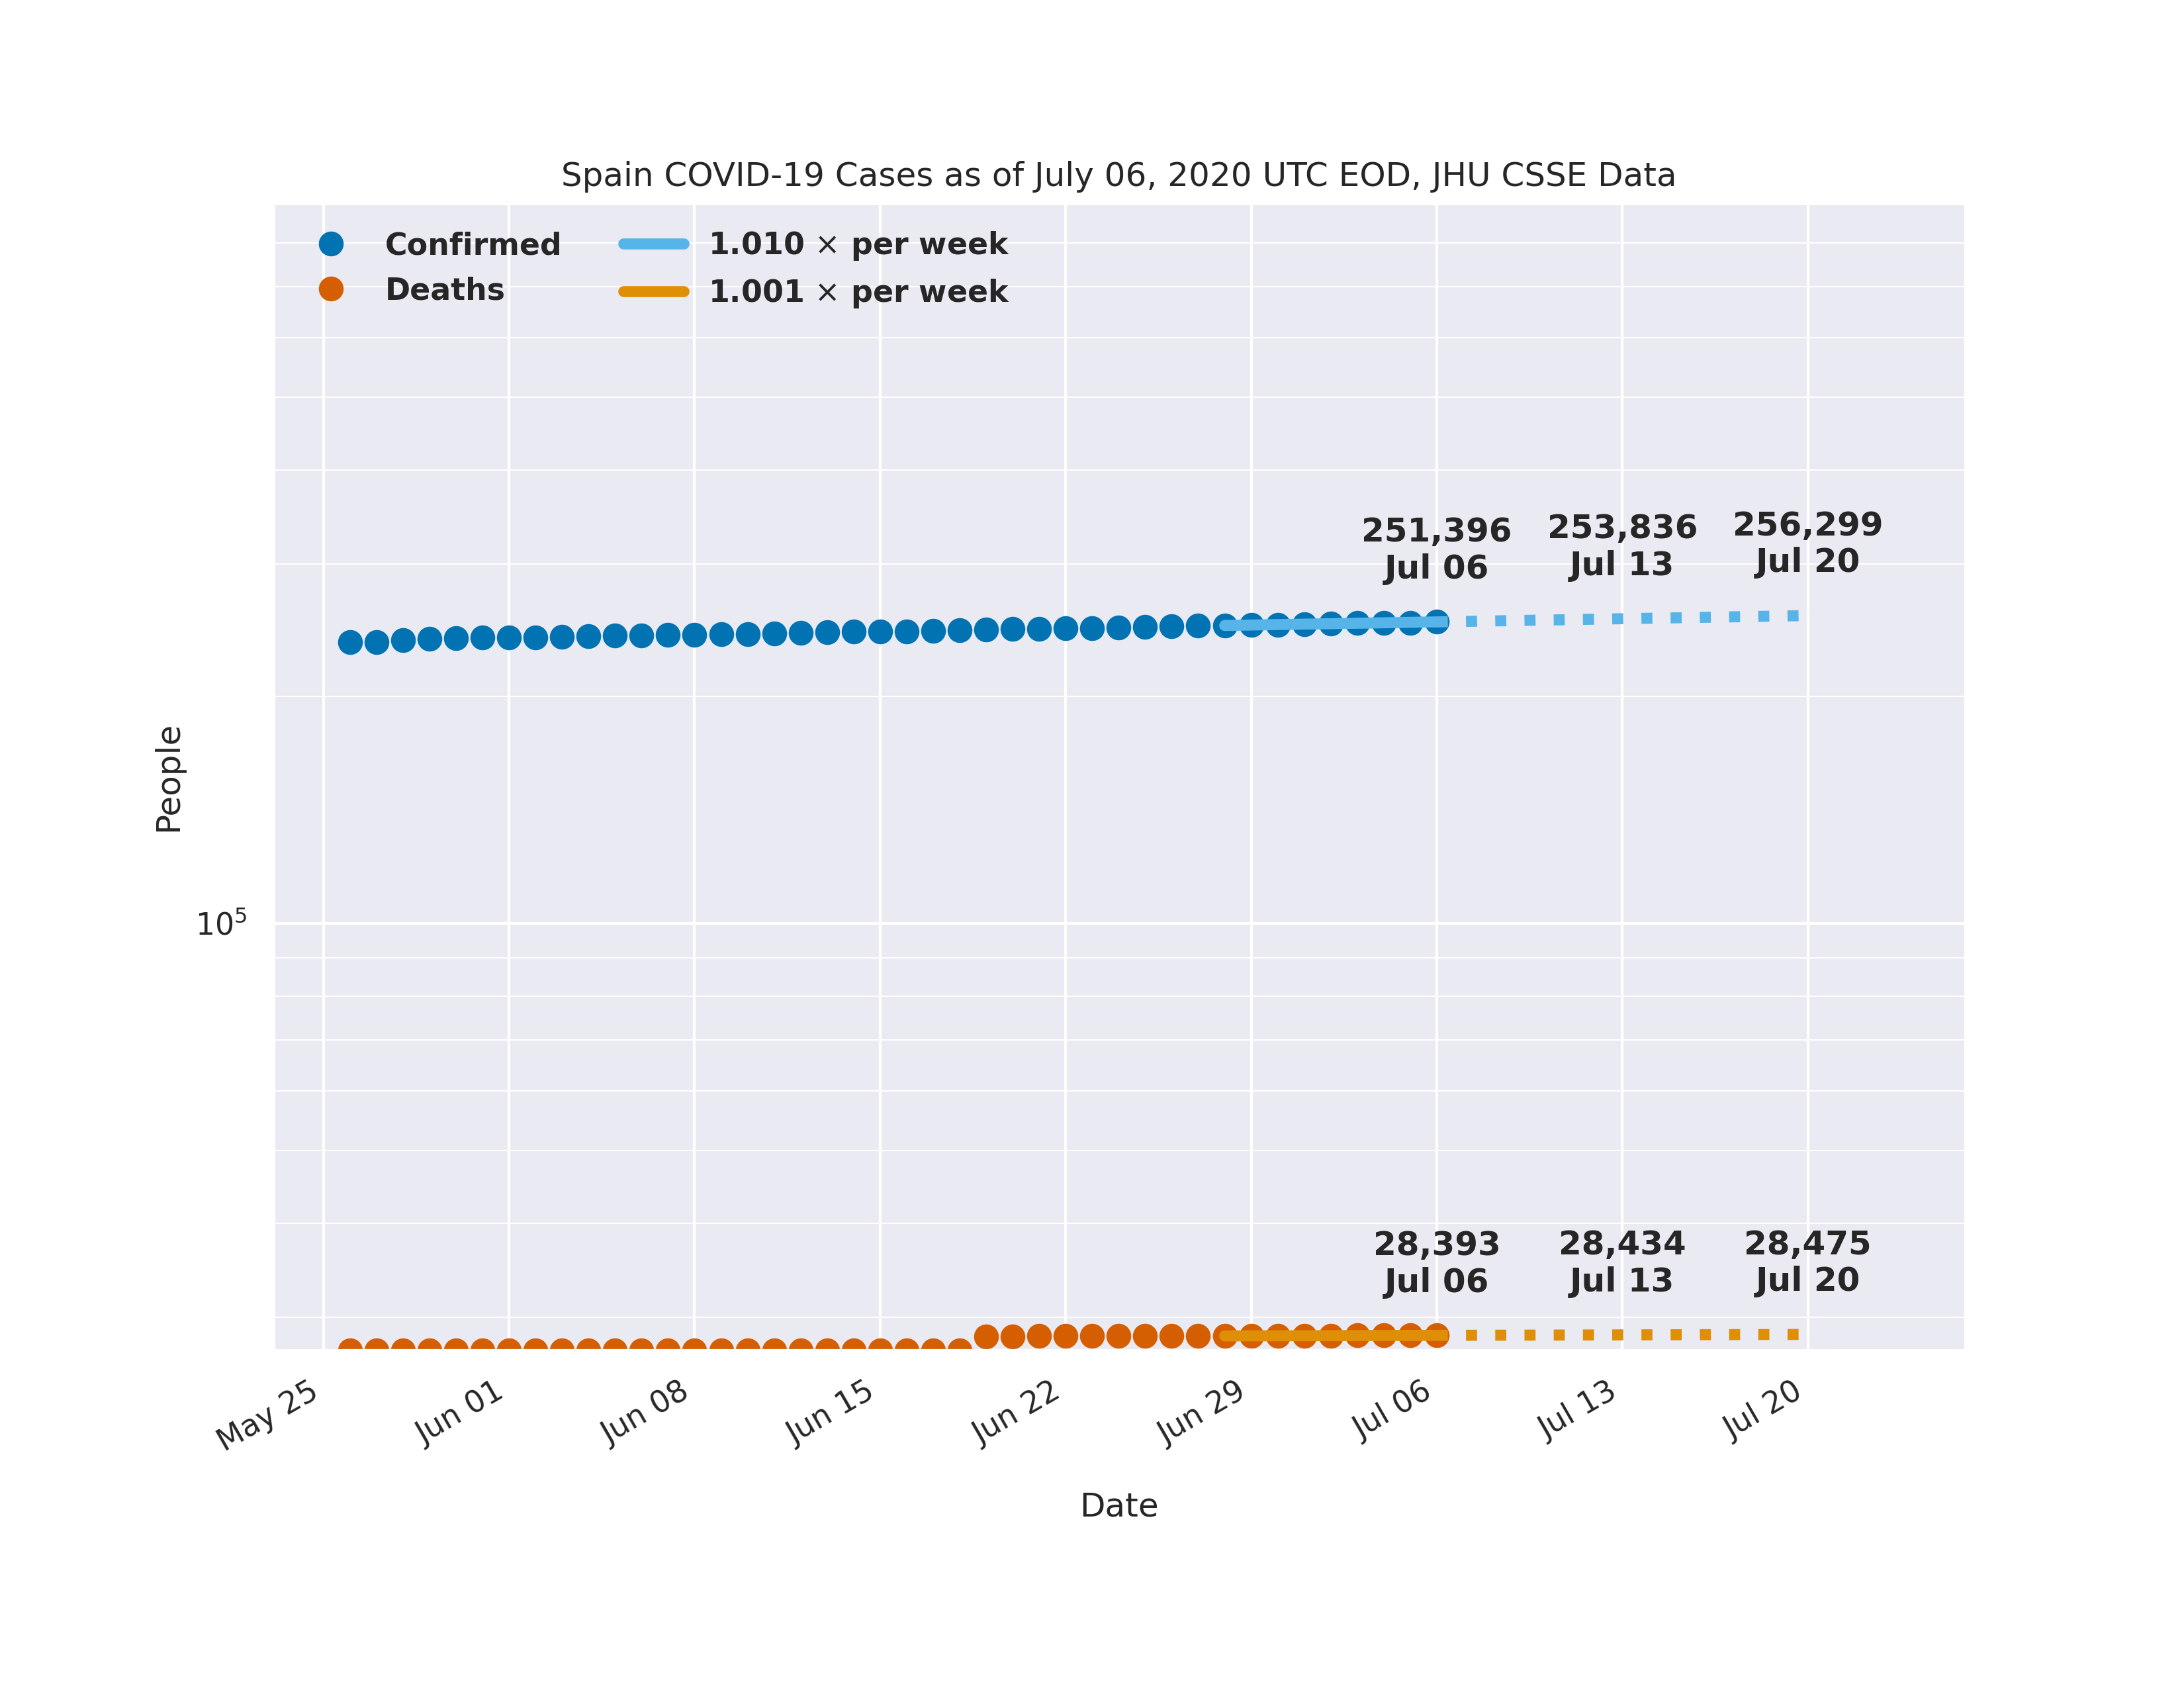 Spain COVID-19 Cases as of July 06, 2020 UTC EOD, JHU CSSE Data
Confirmed
Deaths
1.010 × per week
1.001 × per week
251,396
Jul 06
253,836
Jul 13
256,299
Jul 20
People
10⁵
28,393
Jul 06
28,434
Jul 13
28,475
Jul 20
May 25
Jun 01
Jun 08
Jun 15
Jun 22
Jun 29
Jul 06
Jul 13
Jul 20
Date